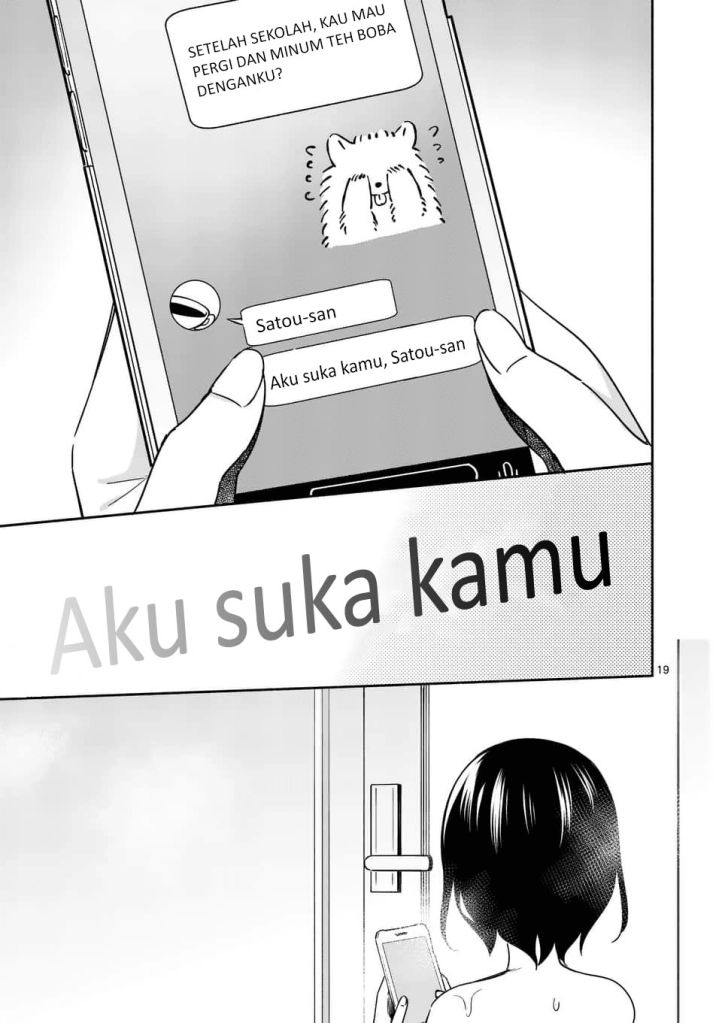 SETELAH SEKOLAH, KAU MAU
PERGI DAN MINUM TEH BOBA
DENGANKU?
Satou-san
Aku suka kamu, Satou-san
Aku suka kamu
19